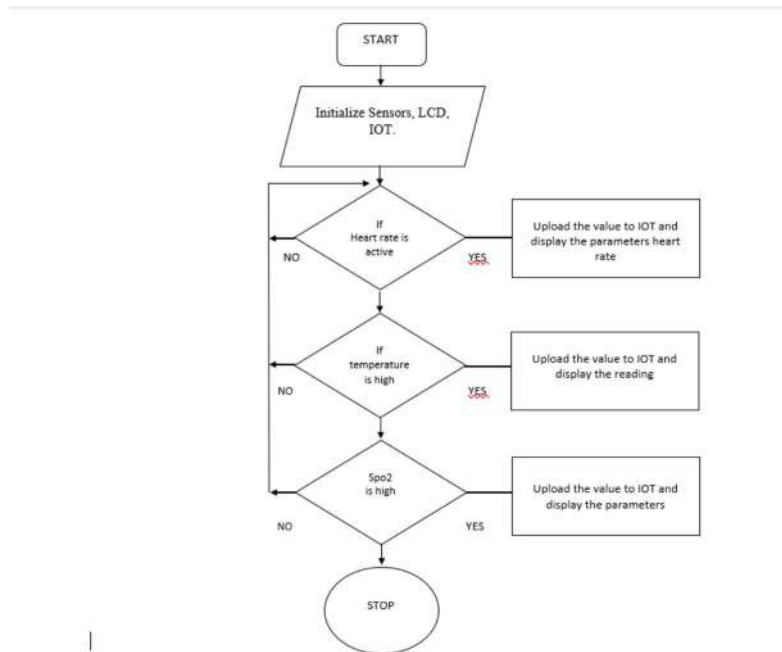 START
Initialize Sensors, LCD,
IOT.
If
Heart rate is
active
NO
YES
Upload the value to IOT and
display the parameters heart
rate
If
temperature
is high
NO
YES
Upload the value to IOT and
display the reading
Spo2
is high
NO
YES
Upload the value to IOT and
display the parameters
STOP